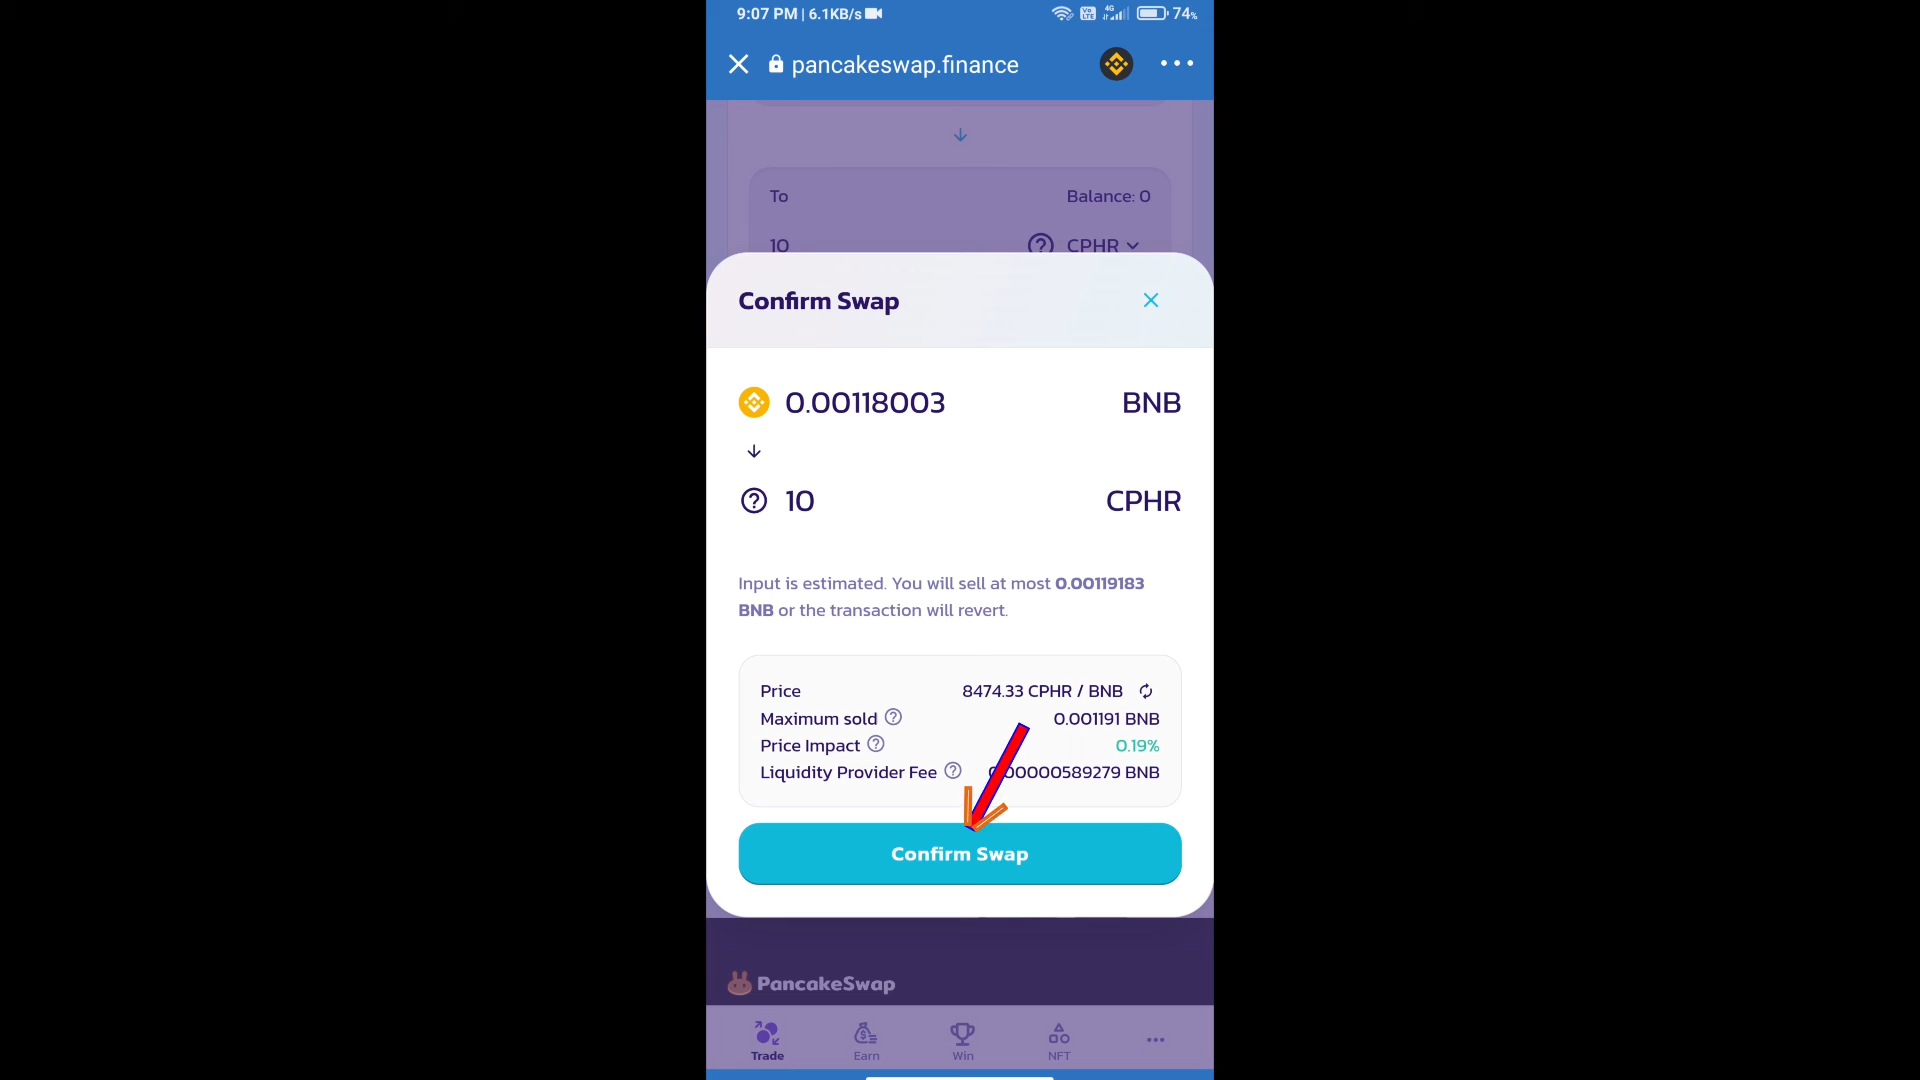 9:07 PM | 6.1KB/s
Vo LTE 4G 74%
pancakeswap.finance
To Balance: 0
10 CPHR
Confirm Swap
0.00118003 BNB
10 CPHR
Input is estimated. You will sell at most 0.00119183
BNB or the transaction will revert.
Price 8474.33 CPHR / BNB
Maximum sold 0.001191 BNB
Price Impact 0.19%
Liquidity Provider Fee 0.00000589279 BNB
Confirm Swap
PancakeSwap
Trade Earn Win NFT